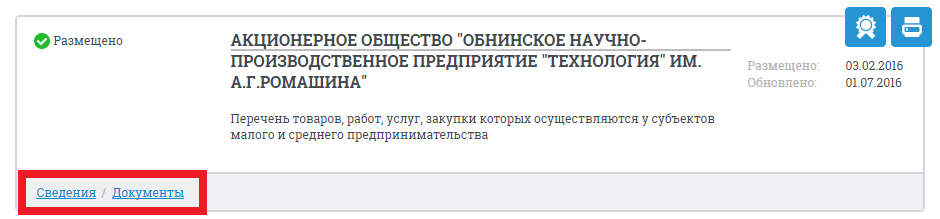 Размещено
АКЦИОНЕРНОЕ ОБЩЕСТВО "ОБНИНСКОЕ НАУЧНО-
ПРОИЗВОДСТВЕННОЕ ПРЕДПРИЯТИЕ "ТЕХНОЛОГИЯ" ИМ.
А.Г.РОМАШИНА"
Размещено: 03.02.2016
Обновлено: 01.07.2016
Перечень товаров, работ, услуг, закупки которых осуществляются у субъектов
малого и среднего предпринимательства
Сведения / Документы